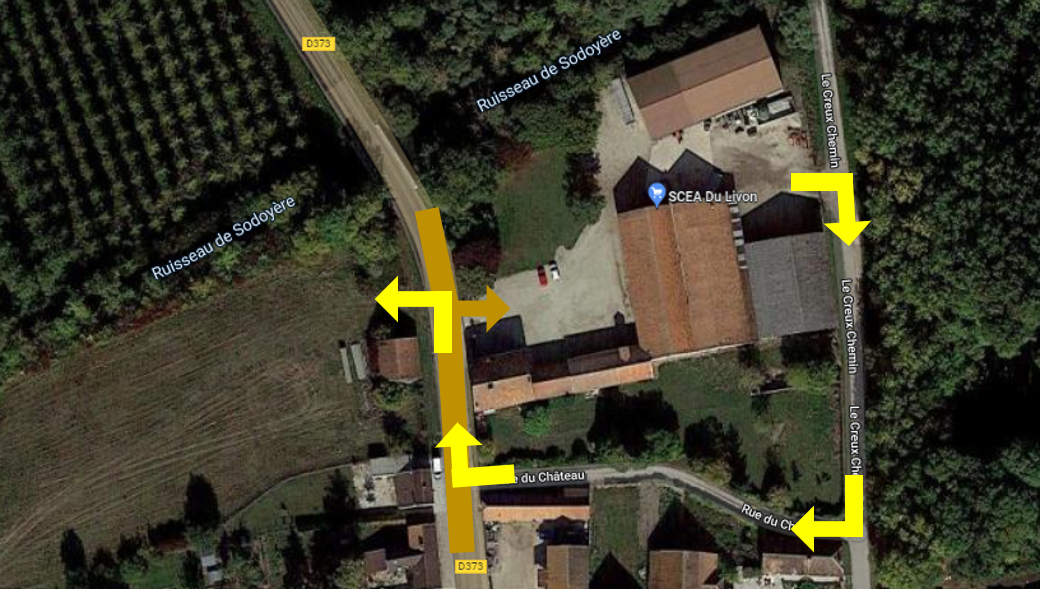 D373
Ruisseau de Sodoyère
Le Creux Chemin
SCEA Du Livon
Ruisseau de Sodoyère
Le Creux Chemin
Le Creux Che
e du Château
Rue du Ch
D373